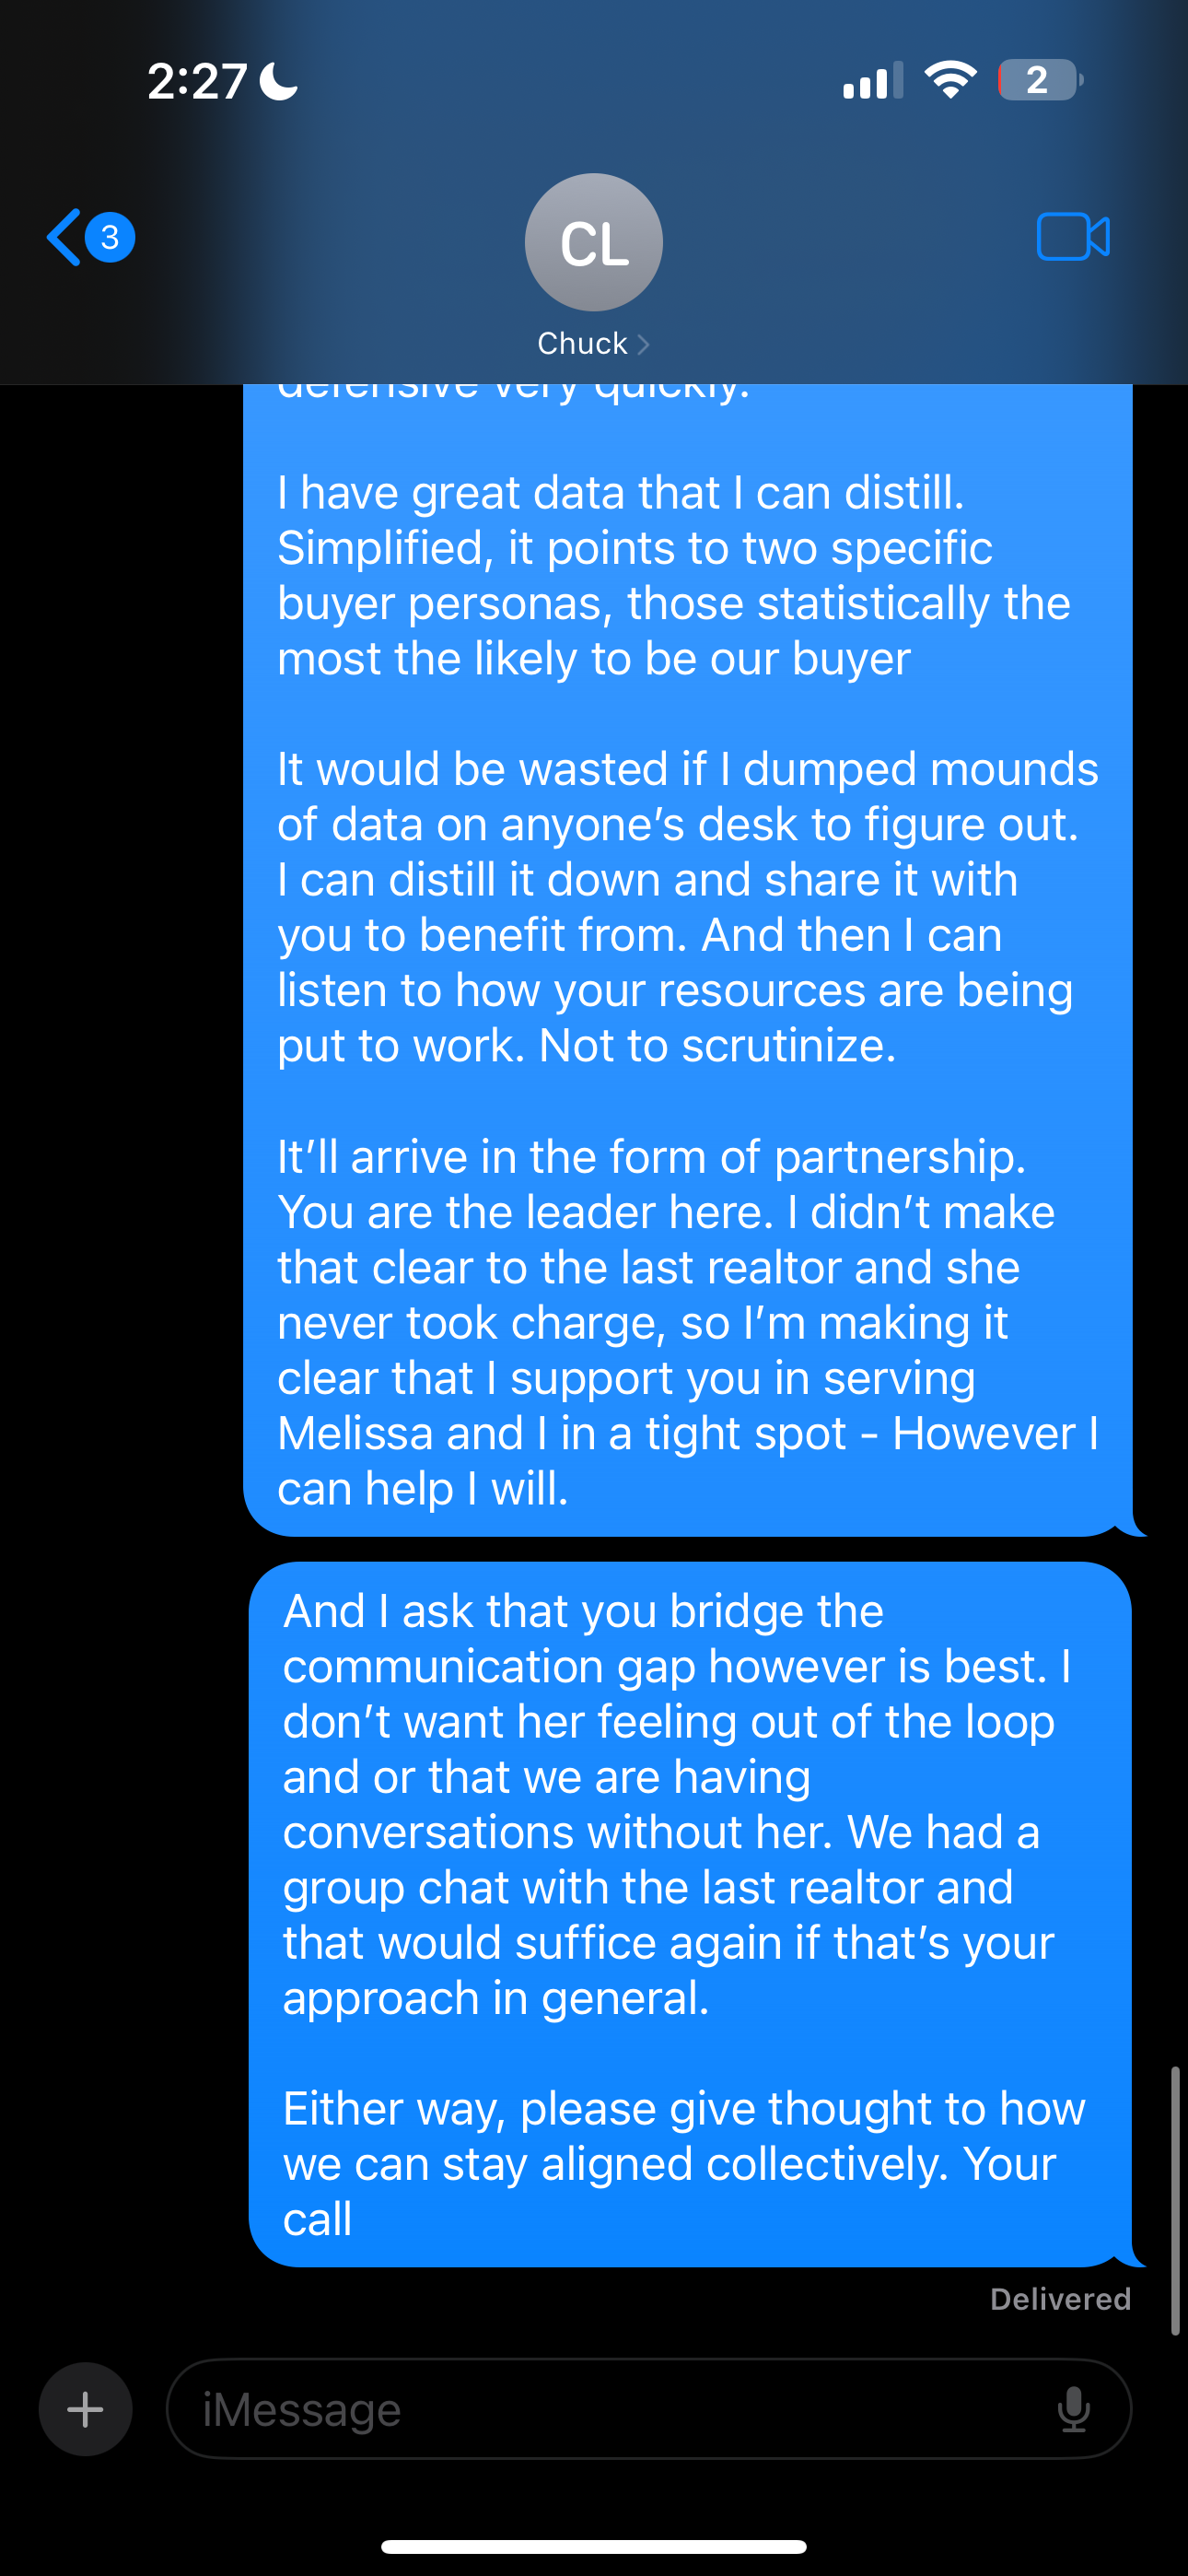 2:27
2
3
CL
Chuck
defensive very quickly.
I have great data that I can distill.
Simplified, it points to two specific
buyer personas, those statistically the
most the likely to be our buyer
It would be wasted if I dumped mounds
of data on anyone’s desk to figure out.
I can distill it down and share it with
you to benefit from. And then I can
listen to how your resources are being
put to work. Not to scrutinize.
It’ll arrive in the form of partnership.
You are the leader here. I didn’t make
that clear to the last realtor and she
never took charge, so I’m making it
clear that I support you in serving
Melissa and I in a tight spot - However I
can help I will.
And I ask that you bridge the
communication gap however is best. I
don’t want her feeling out of the loop
and or that we are having
conversations without her. We had a
group chat with the last realtor and
that would suffice again if that’s your
approach in general.
Either way, please give thought to how
we can stay aligned collectively. Your
call
Delivered
iMessage